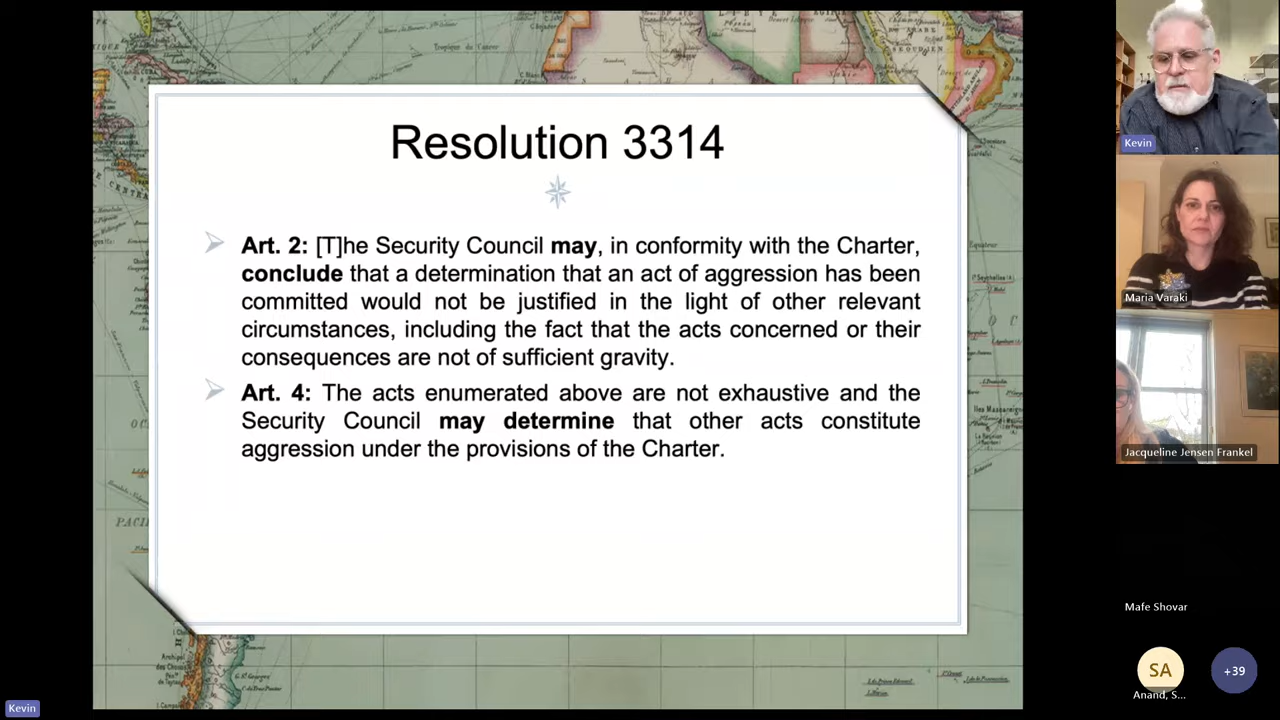 Resolution 3314
Art. 2: [T]he Security Council may, in conformity with the Charter,
conclude that a determination that an act of aggression has been
committed would not be justified in the light of other relevant
circumstances, including the fact that the acts concerned or their
consequences are not of sufficient gravity.
Art. 4: The acts enumerated above are not exhaustive and the
Security Council may determine that other acts constitute
aggression under the provisions of the Charter.
Tropique du Cancer
Equateur
Kevin
Maria Varaki
Jacqueline Jensen Frankel
Mafe Shovar
SA
Anand, S...
+39
Kevin